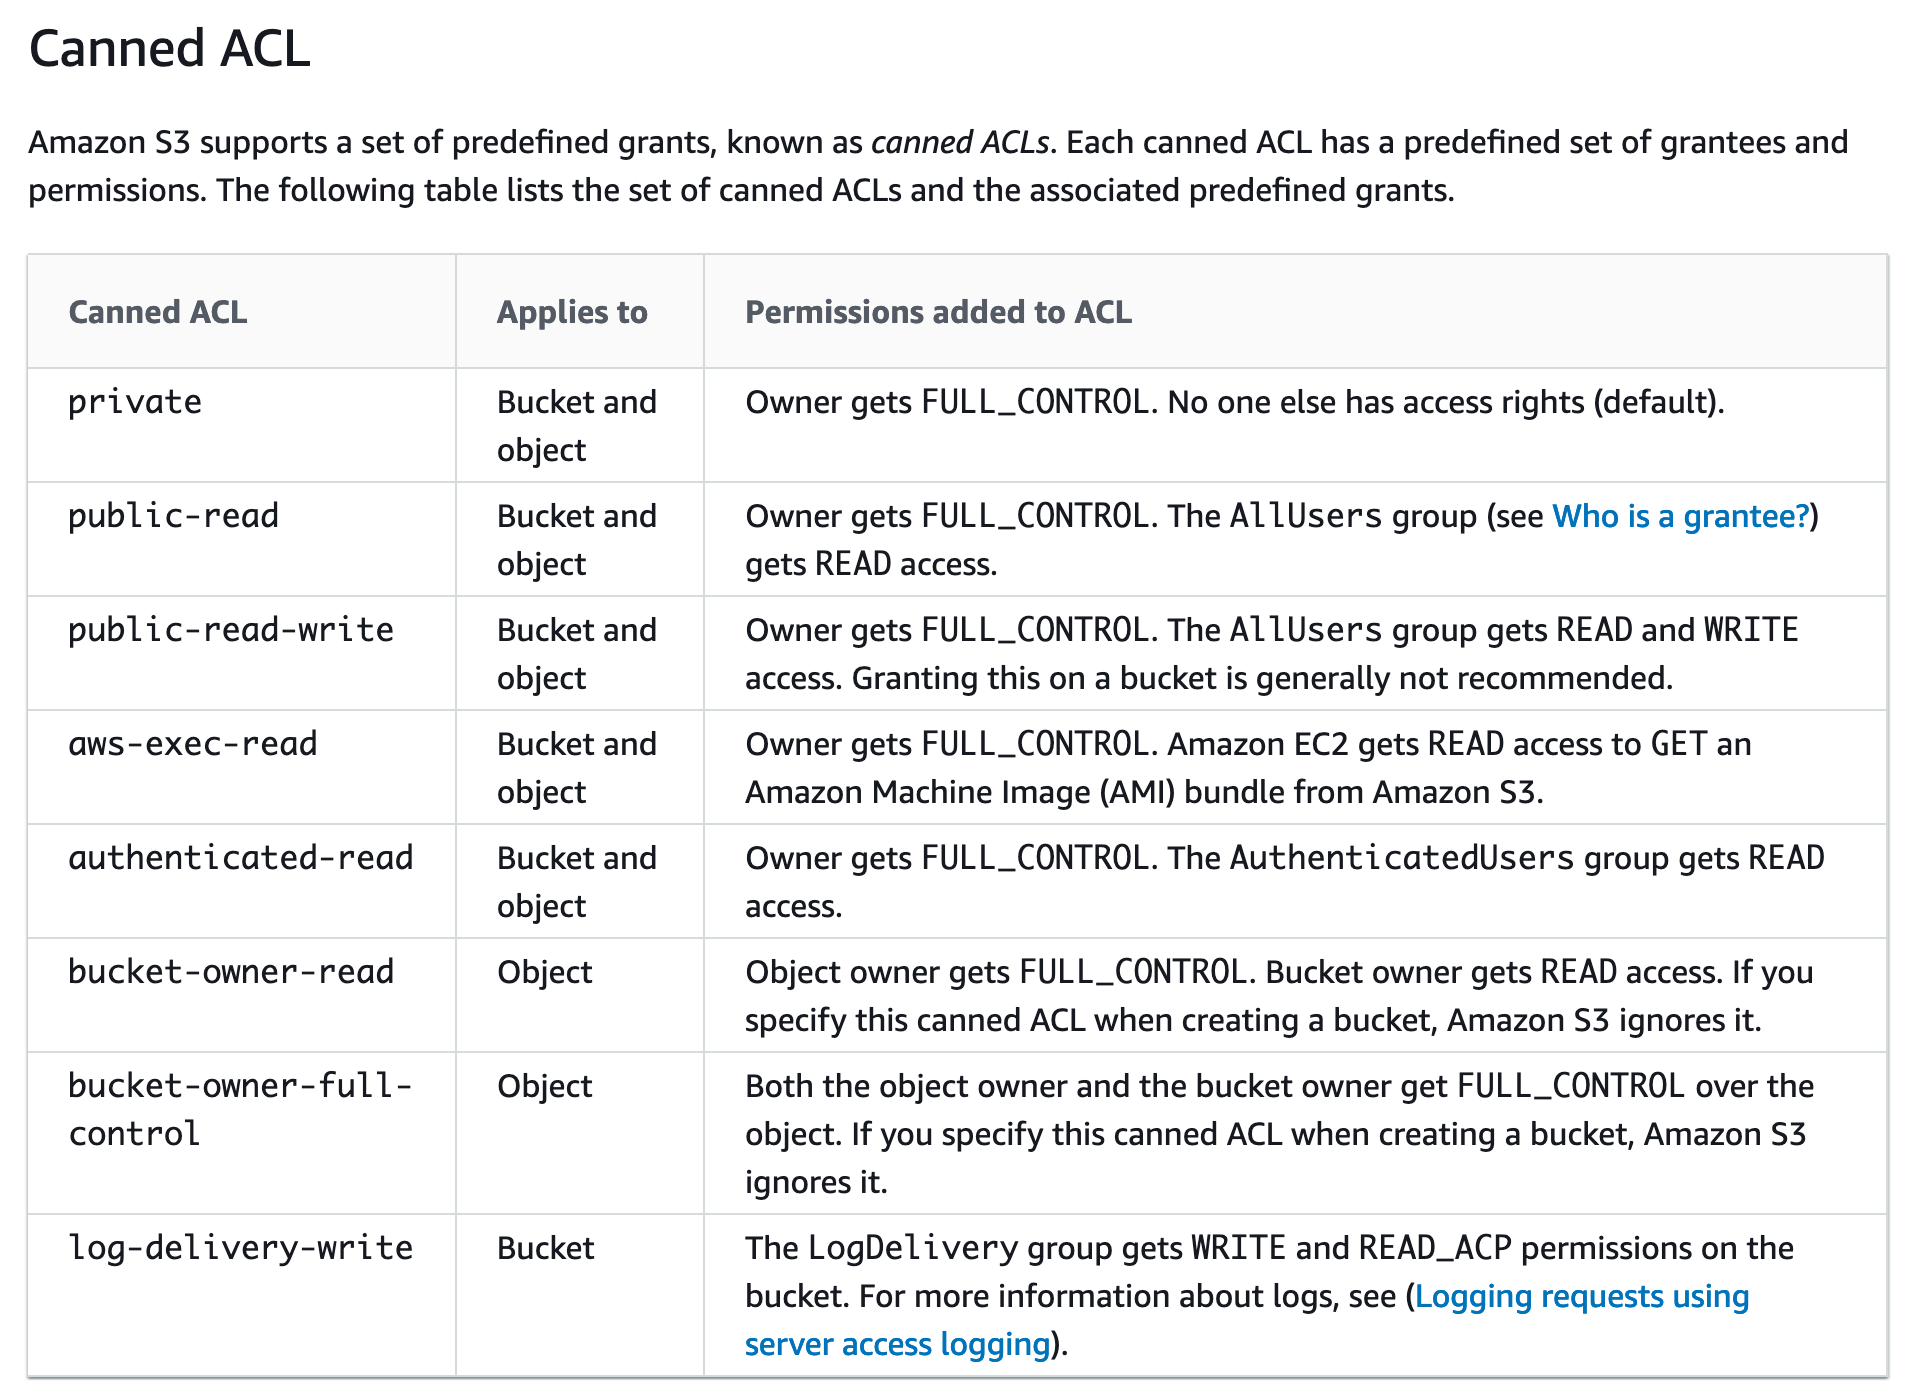 Canned ACL
Amazon S3 supports a set of predefined grants, known as canned ACLs. Each canned ACL has a predefined set of grantees and
permissions. The following table lists the set of canned ACLs and the associated predefined grants.
Canned ACL Applies to Permissions added to ACL
private Bucket and Owner gets FULL_CONTROL. No one else has access rights (default).
object
public-read Bucket and Owner gets FULL_CONTROL. The AllUsers group (see Who is a grantee?)
object gets READ access.
public-read-write Bucket and Owner gets FULL_CONTROL. The AllUsers group gets READ and WRITE
object access. Granting this on a bucket is generally not recommended.
aws-exec-read Bucket and Owner gets FULL_CONTROL. Amazon EC2 gets READ access to GET an
object Amazon Machine Image (AMI) bundle from Amazon S3.
authenticated-read Bucket and Owner gets FULL_CONTROL. The AuthenticatedUsers group gets READ
object access.
bucket-owner-read Object Object owner gets FULL_CONTROL. Bucket owner gets READ access. If you
specify this canned ACL when creating a bucket, Amazon S3 ignores it.
bucket-owner-full- Object Both the object owner and the bucket owner get FULL_CONTROL over the
control object. If you specify this canned ACL when creating a bucket, Amazon S3
ignores it.
log-delivery-write Bucket The LogDelivery group gets WRITE and READ_ACP permissions on the
bucket. For more information about logs, see (Logging requests using
server access logging).